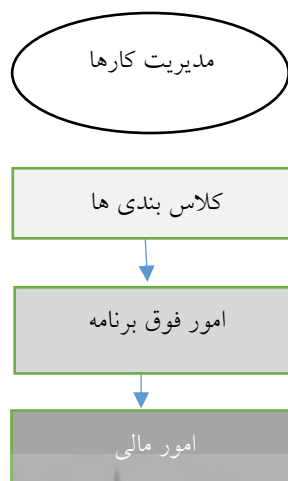 مدیریت کارها
کلاس بندی ها
امور فوق برنامه
امور مالی